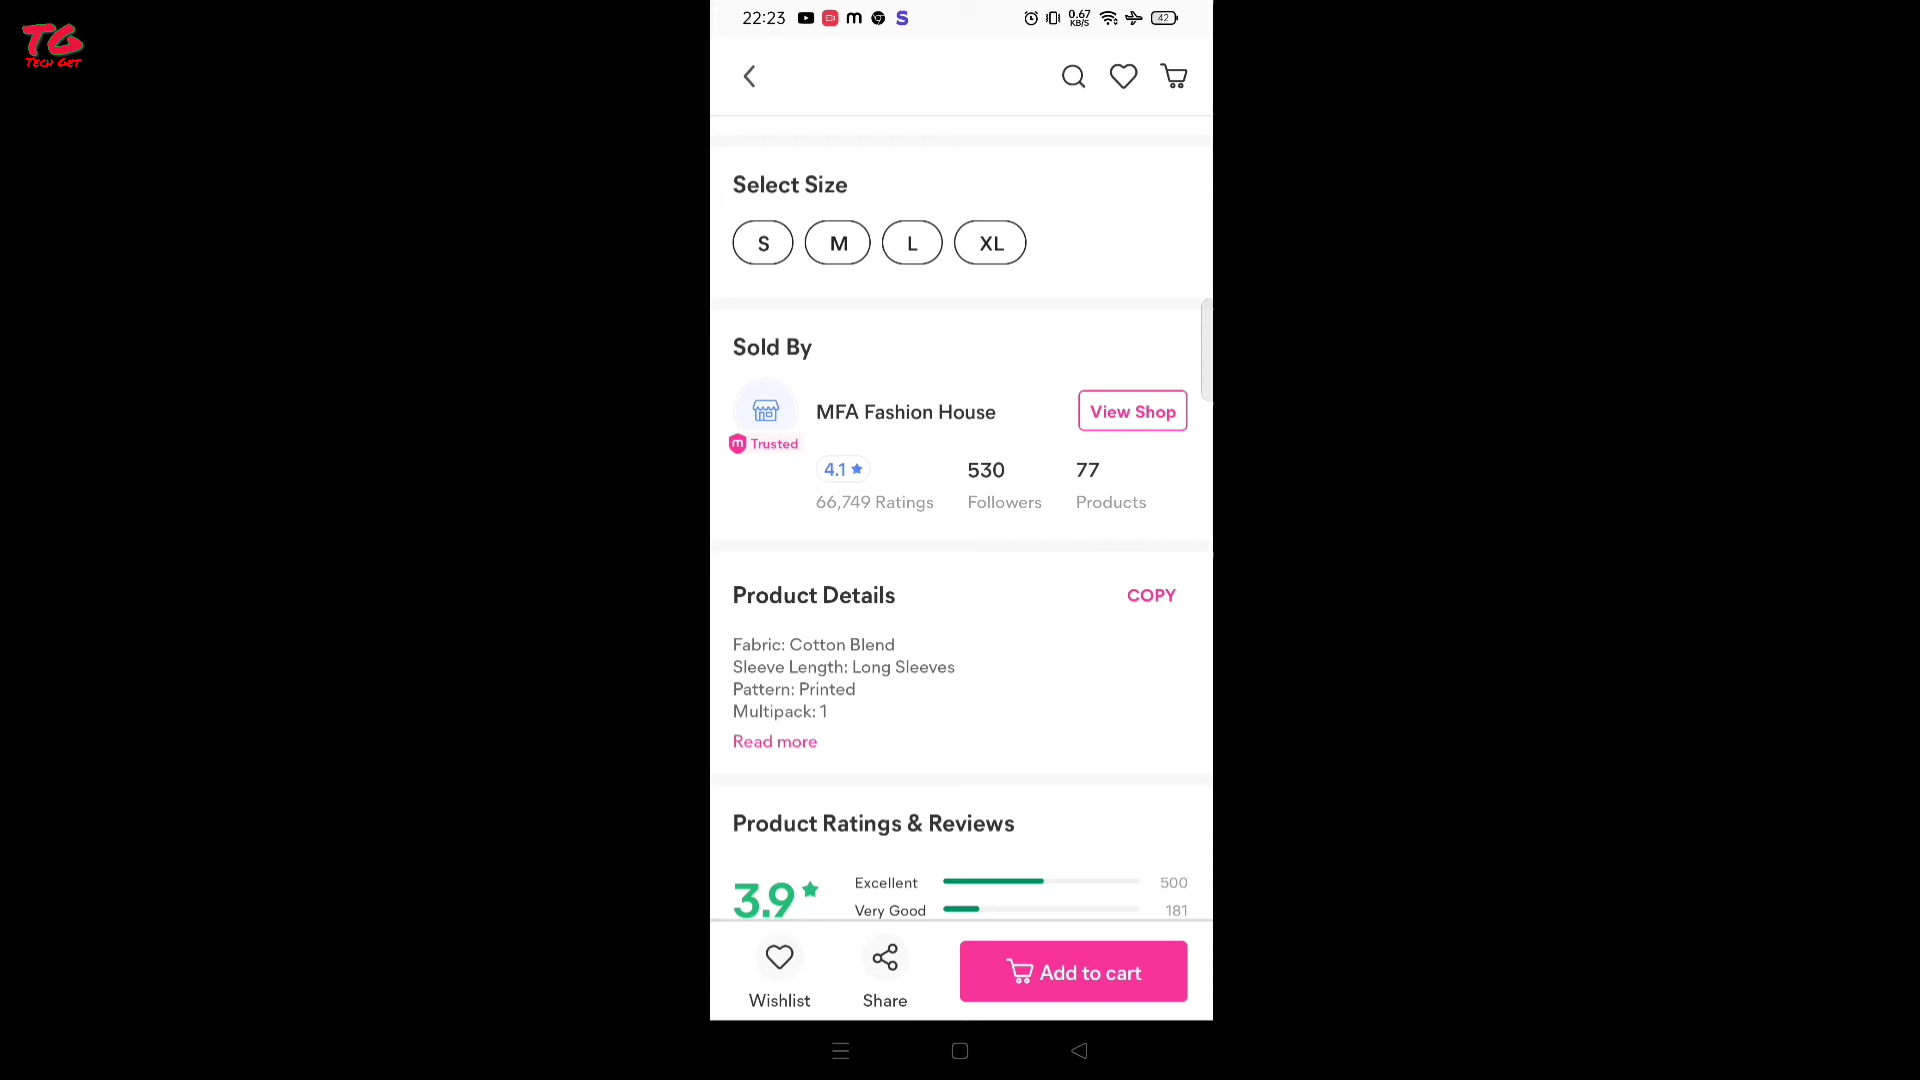 TG
TECH GET
22:23
0.67
KB/S
42
Select Size
S M L XL
Sold By
MFA Fashion House
View Shop
m Trusted
4.1 530 77
66,749 Ratings Followers Products
Product Details COPY
Fabric: Cotton Blend
Sleeve Length: Long Sleeves
Pattern: Printed
Multipack: 1
Read more
Product Ratings & Reviews
3.9
Excellent 500
Very Good 181
Add to cart
Wishlist Share